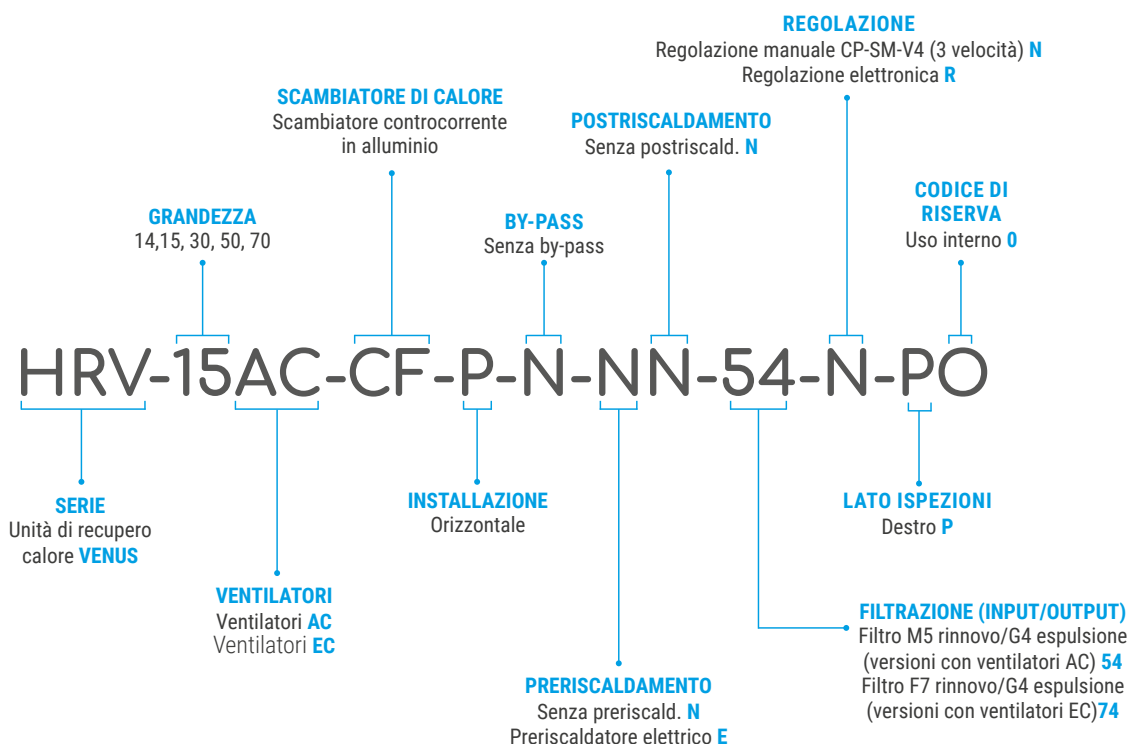 REGOLAZIONE
Regolazione manuale CP-SM-V4 (3 velocità) N
Regolazione elettronica R
SCAMBIATORE DI CALORE
Scambiatore controcorrente
in alluminio
POSTRISCALDAMENTO
Senza postriscald. N
CODICE DI
RISERVA
Uso interno 0
GRANDEZZA
14,15, 30, 50, 70
BY-PASS
Senza by-pass
HRV-15AC-CF-P-N-NN-54-N-PO
SERIE
Unità di recupero
calore VENUS
INSTALLAZIONE
Orizzontale
LATO ISPEZIONI
Destro P
VENTILATORI
Ventilatori AC
Ventilatori EC
FILTRAZIONE (INPUT/OUTPUT)
Filtro M5 rinnovo/G4 espulsione
(versioni con ventilatori AC) 54
Filtro F7 rinnovo/G4 espulsione
(versioni con ventilatori EC)74
PRERISCALDAMENTO
Senza preriscald. N
Preriscaldatore elettrico E